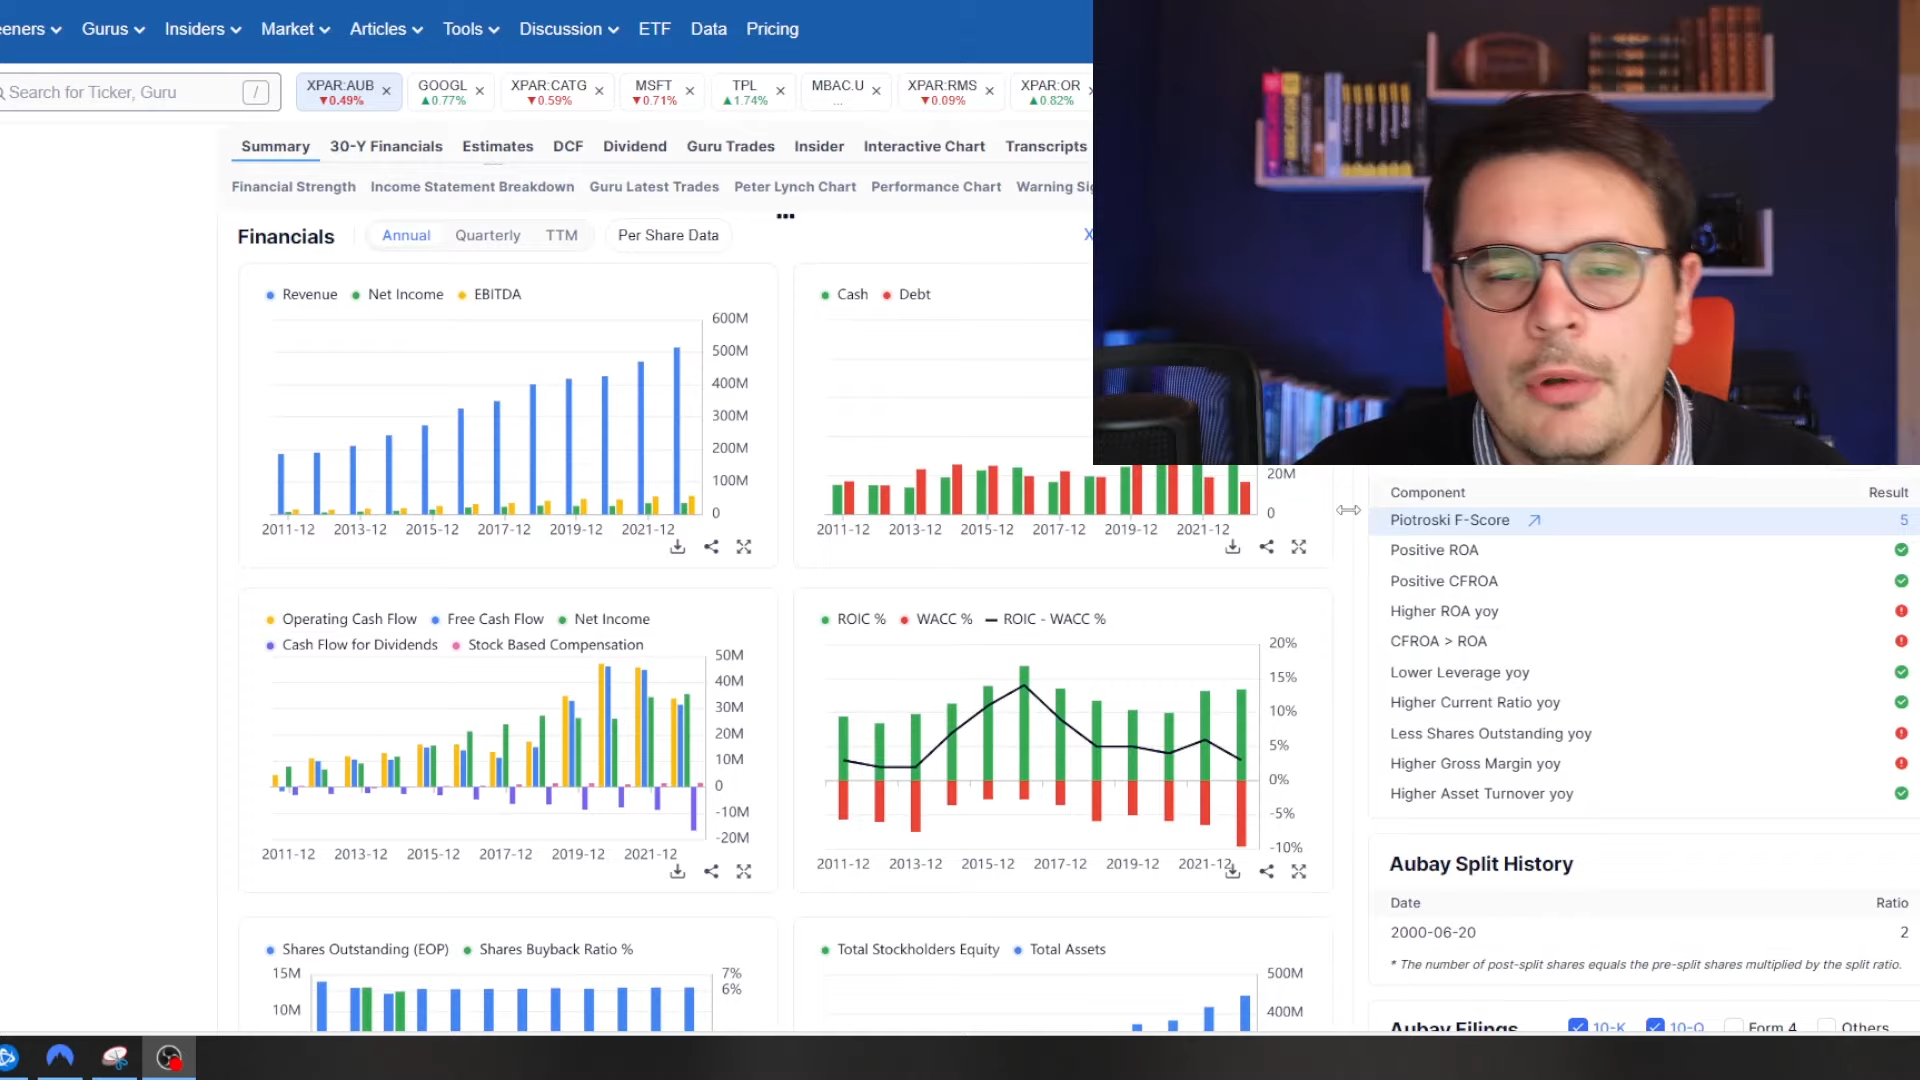 eeners Gurus Insiders Market Articles Tools Discussion ETF Data Pricing
Search for Ticker, Guru /
XPAR:AUB GOOGL XPAR:CATG MSFT TPL MBAC.U XPAR:RMS XPAR:OR
▼0.49% ▲0.77% ▼0.59% ▼0.71% ▲1.74% ... ▼0.09% ▲0.82%
Summary 30-Y Financials Estimates DCF Dividend Guru Trades Insider Interactive Chart Transcripts
Financial Strength Income Statement Breakdown Guru Latest Trades Peter Lynch Chart Performance Chart Warning Sig
Financials Annual Quarterly TTM Per Share Data X
Revenue Net Income EBITDA
600M
500M
400M
300M
200M
100M
0
2011-12 2013-12 2015-12 2017-12 2019-12 2021-12
Cash Debt
20M
0
2011-12 2013-12 2015-12 2017-12 2019-12 2021-12
Operating Cash Flow Free Cash Flow Net Income
Cash Flow for Dividends Stock Based Compensation
50M
40M
30M
20M
10M
0
-10M
-20M
2011-12 2013-12 2015-12 2017-12 2019-12 2021-12
ROIC % WACC % ROIC - WACC %
20%
15%
10%
5%
0%
-5%
-10%
2011-12 2013-12 2015-12 2017-12 2019-12 2021-12
Shares Outstanding (EOP) Shares Buyback Ratio %
15M 7%
6%
10M
Total Stockholders Equity Total Assets
500M
400M
Component Result
Piotroski F-Score 5
Positive ROA
Positive CFROA
Higher ROA yoy
CFROA > ROA
Lower Leverage yoy
Higher Current Ratio yoy
Less Shares Outstanding yoy
Higher Gross Margin yoy
Higher Asset Turnover yoy
Aubay Split History
Date Ratio
2000-06-20 2
* The number of post-split shares equals the pre-split shares multiplied by the split ratio.
Aubay Filings 10-K 10-Q Form 4 Others